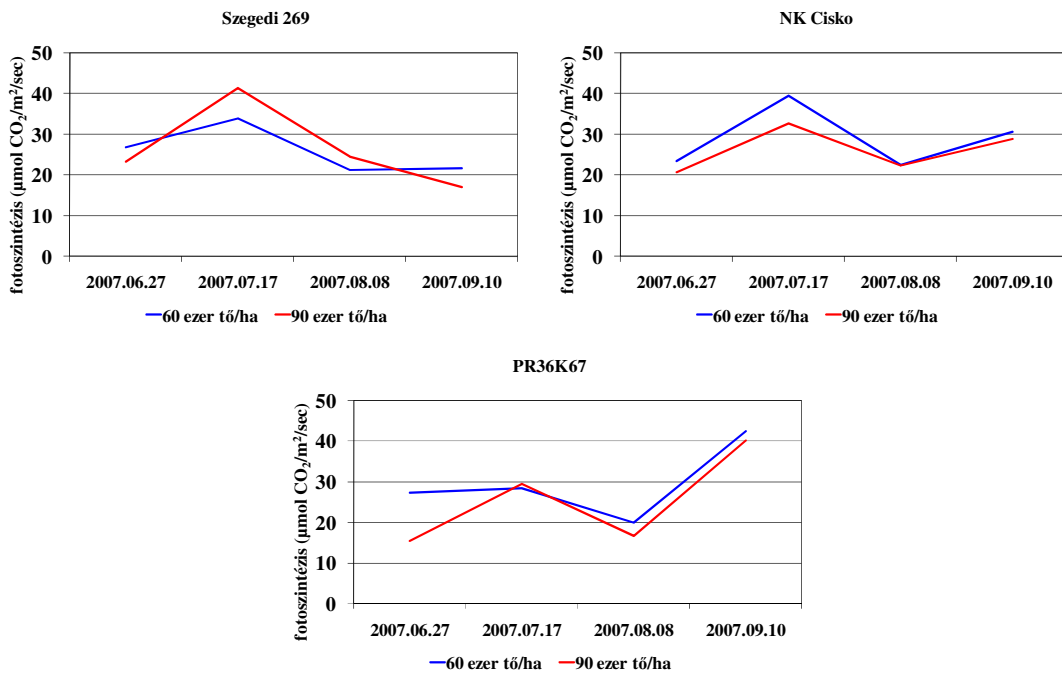 Szegedi 269
fotoszintézis (μmol CO₂/m²/sec)
50
40
30
20
10
0
2007.06.27 2007.07.17 2007.08.08 2007.09.10
60 ezer tő/ha 90 ezer tő/ha
NK Cisko
fotoszintézis (μmol CO₂/m²/sec)
50
40
30
20
10
0
2007.06.27 2007.07.17 2007.08.08 2007.09.10
60 ezer tő/ha 90 ezer tő/ha
PR36K67
fotoszintézis (μmol CO₂/m²/sec)
50
40
30
20
10
0
2007.06.27 2007.07.17 2007.08.08 2007.09.10
60 ezer tő/ha 90 ezer tő/ha